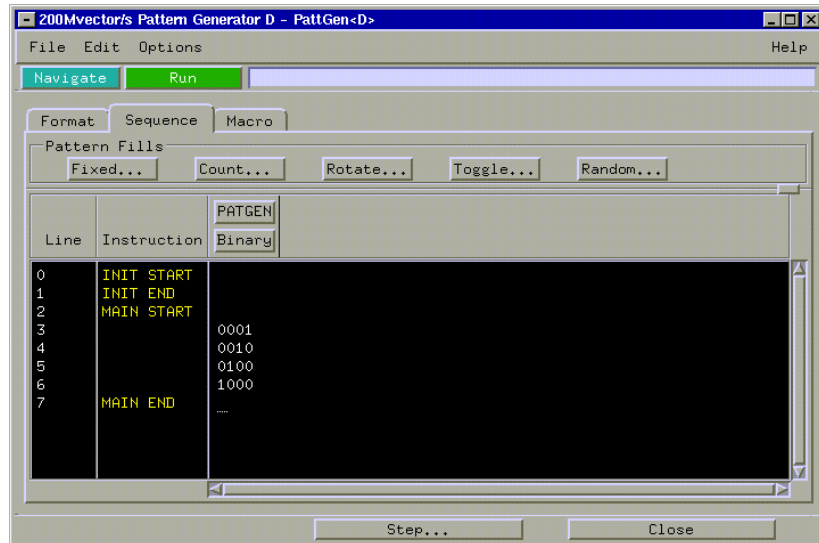 200Mvector/s Pattern Generator D - PattGen<D>
File Edit Options Help
Navigate Run
Format Sequence Macro
Pattern Fills
Fixed... Count... Rotate... Toggle... Random...
PATGEN
Line Instruction Binary
0 INIT START
1 INIT END
2 MAIN START
3 0001
4 0010
5 0100
6 1000
7 MAIN END ....
Step... Close